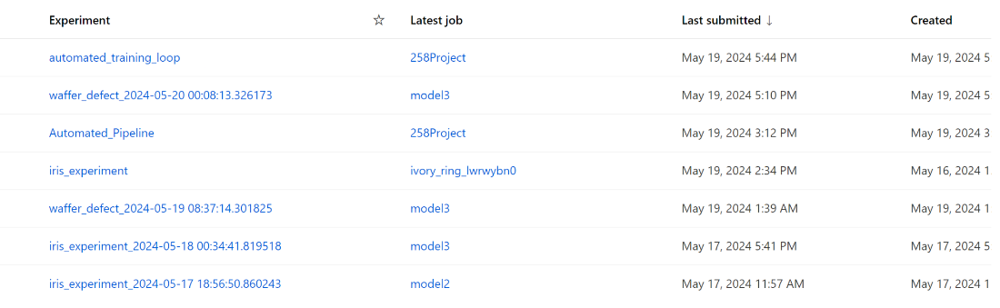 Experiment ☆ Latest job Last submitted ↓ Created
automated_training_loop 258Project May 19, 2024 5:44 PM May 19, 2024 5
waffer_defect_2024-05-20 00:08:13.326173 model3 May 19, 2024 5:10 PM May 19, 2024 5
Automated_Pipeline 258Project May 19, 2024 3:12 PM May 19, 2024 3
iris_experiment ivory_ring_lwrwybn0 May 19, 2024 2:34 PM May 16, 2024 1
waffer_defect_2024-05-19 08:37:14.301825 model3 May 19, 2024 1:39 AM May 19, 2024 1
iris_experiment_2024-05-18 00:34:41.819518 model3 May 17, 2024 5:41 PM May 17, 2024 5
iris_experiment_2024-05-17 18:56:50.860243 model2 May 17, 2024 11:57 AM May 17, 2024 1